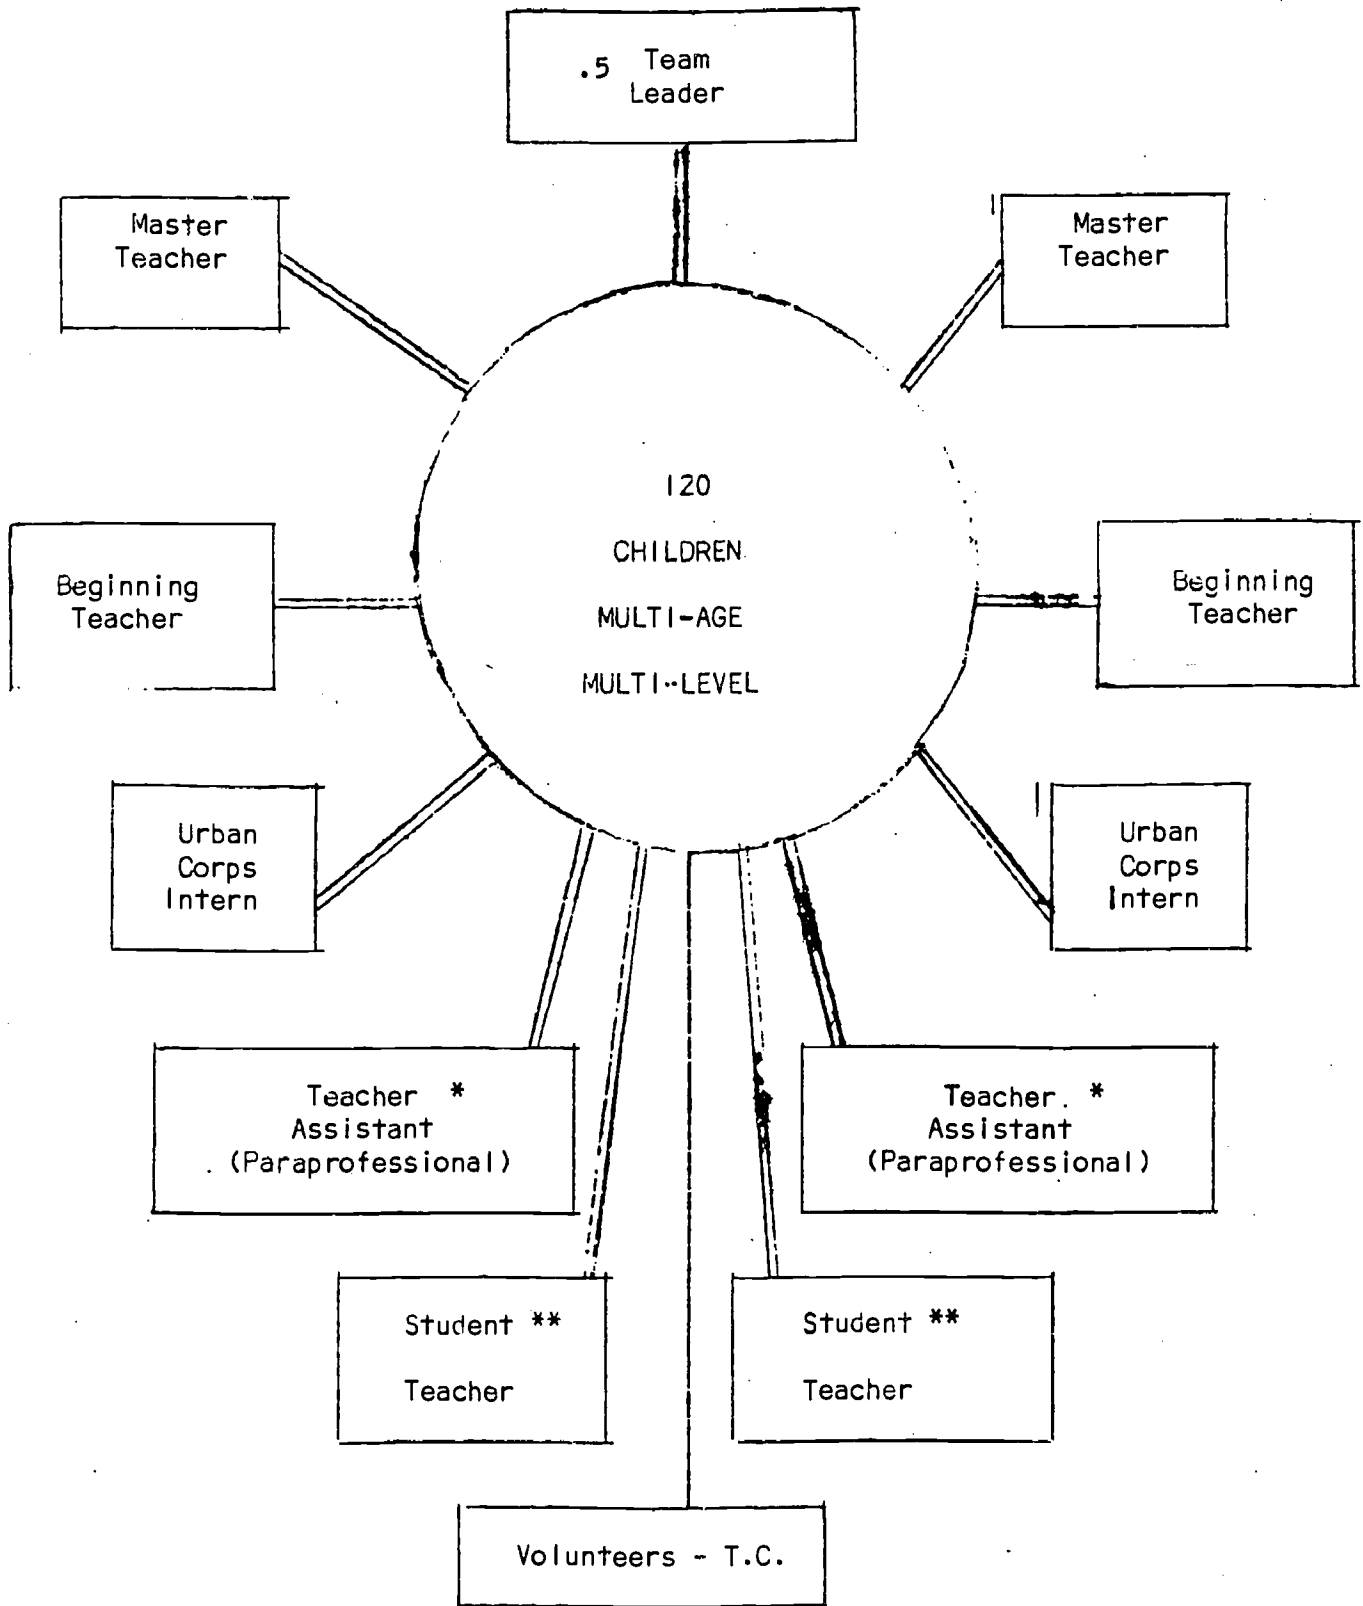 .5 Team
Leader
Master
Teacher
Master
Teacher
120
CHILDREN
MULTI-AGE
MULTI-LEVEL
Beginning
Teacher
Beginning
Teacher
Urban
Corps
Intern
Urban
Corps
Intern
Teacher *
Assistant
(Paraprofessional)
Teacher. *
Assistant
(Paraprofessional)
Student **
Teacher
Student **
Teacher
Volunteers - T.C.